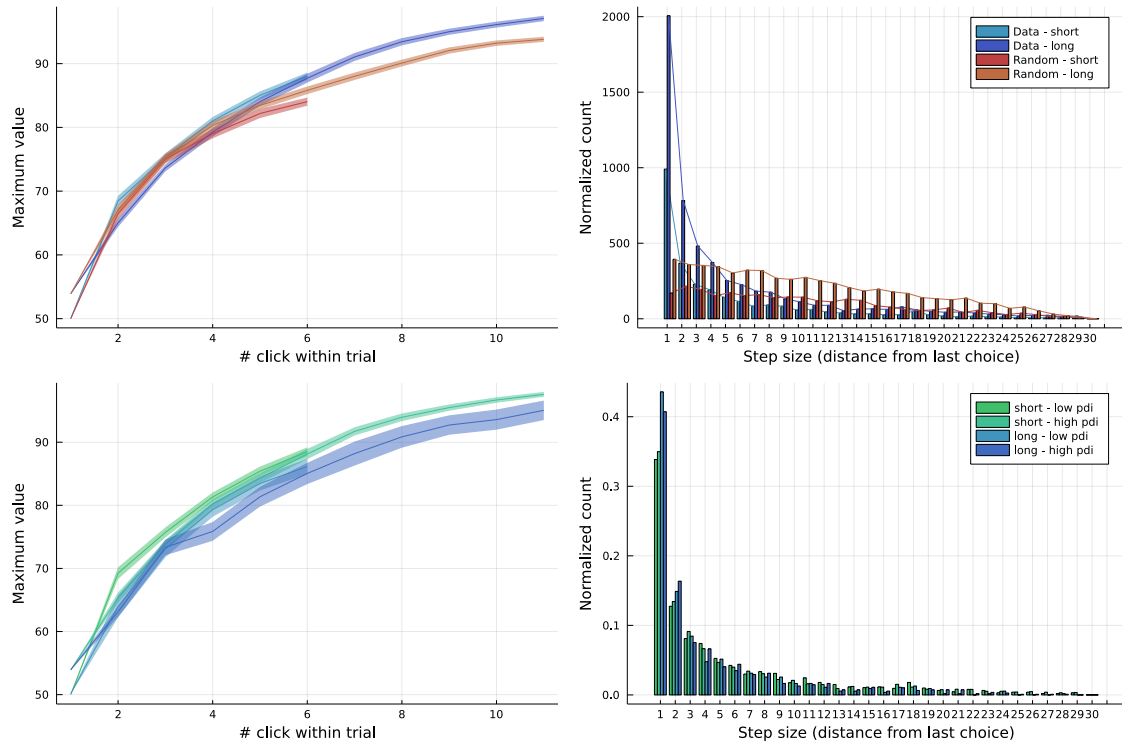 90
80
70
60
50
Maximum value
2
4
6
8
10
# click within trial
2000
1500
1000
500
0
Normalized count
Data - short
Data - long
Random - short
Random - long
1 2 3 4 5 6 7 8 9 10 11 12 13 14 15 16 17 18 19 20 21 22 23 24 25 26 27 28 29 30
Step size (distance from last choice)
90
80
70
60
50
Maximum value
2
4
6
8
10
# click within trial
0.4
0.3
0.2
0.1
0.0
Normalized count
short - low pdi
short - high pdi
long - low pdi
long - high pdi
1 2 3 4 5 6 7 8 9 10 11 12 13 14 15 16 17 18 19 20 21 22 23 24 25 26 27 28 29 30
Step size (distance from last choice)